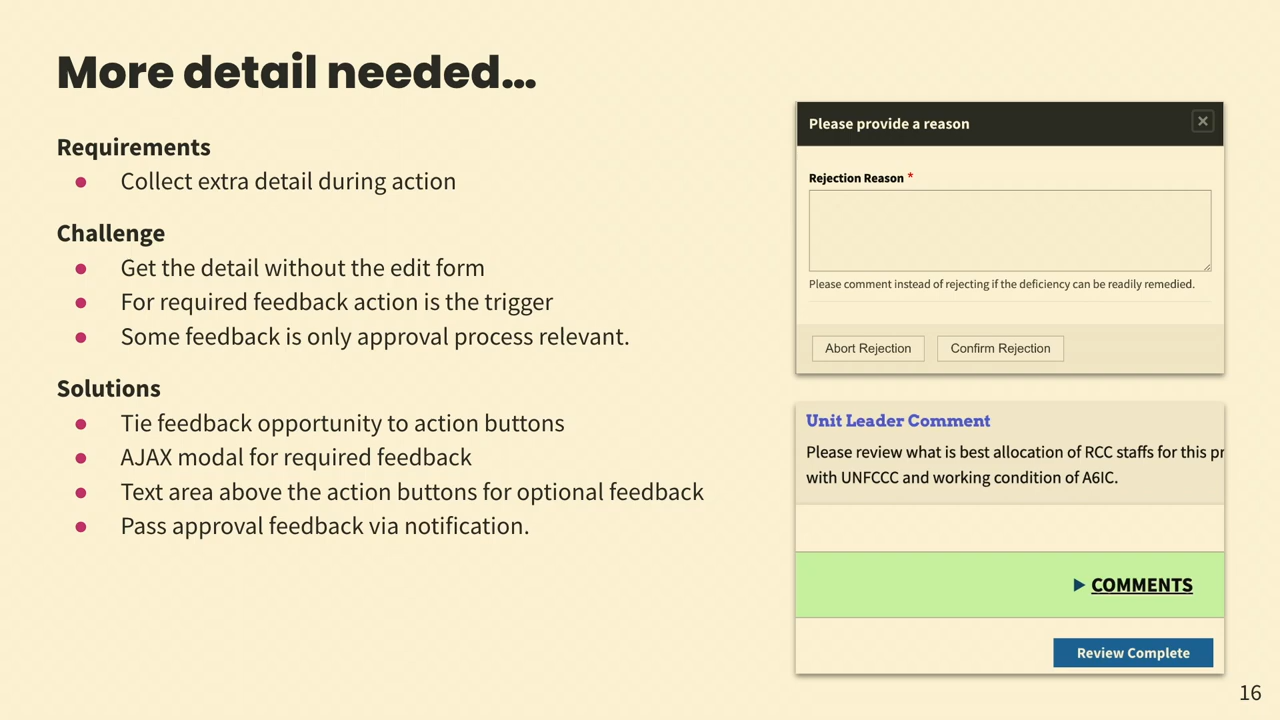 More detail needed...
Requirements
● Collect extra detail during action
Challenge
● Get the detail without the edit form
● For required feedback action is the trigger
● Some feedback is only approval process relevant.
Solutions
● Tie feedback opportunity to action buttons
● AJAX modal for required feedback
● Text area above the action buttons for optional feedback
● Pass approval feedback via notification.
Please provide a reason
Rejection Reason *
Please comment instead of rejecting if the deficiency can be readily remedied.
Abort Rejection Confirm Rejection
Unit Leader Comment
Please review what is best allocation of RCC staffs for this pr
with UNFCCC and working condition of A6IC.
COMMENTS
Review Complete
16